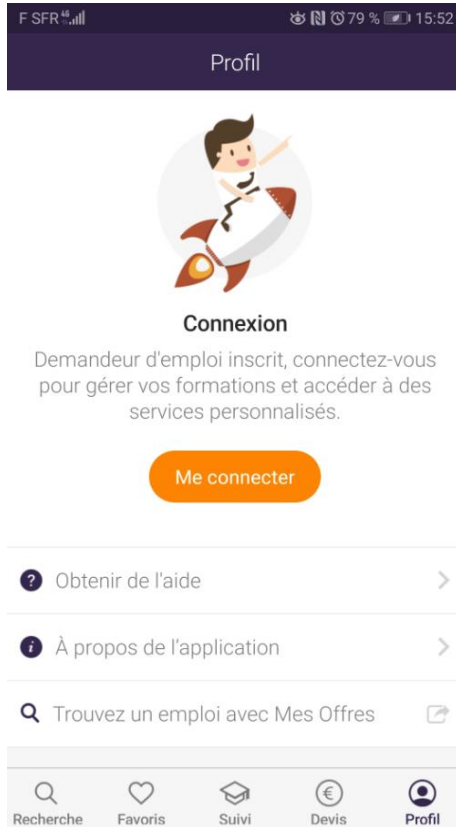 F SFR 4G 79 % 15:52
Profil
Connexion
Demandeur d'emploi inscrit, connectez-vous
pour gérer vos formations et accéder à des
services personnalisés.
Me connecter
Obtenir de l'aide
À propos de l'application
Trouvez un emploi avec Mes Offres
Recherche Favoris Suivi Devis Profil